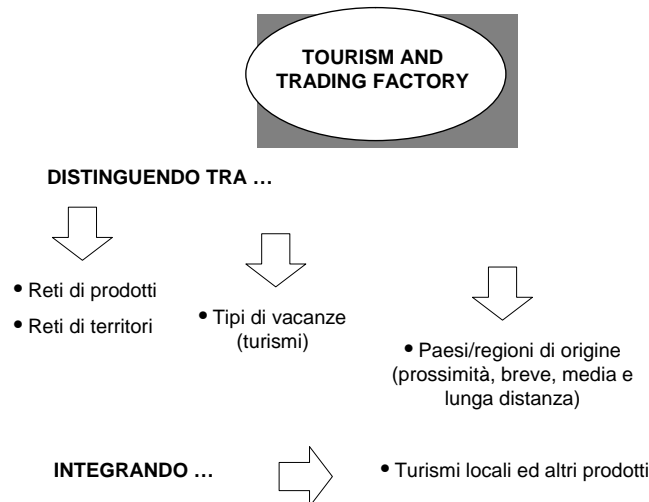 TOURISM AND
TRADING FACTORY
DISTINGUENDO TRA ...
• Reti di prodotti
• Reti di territori
• Tipi di vacanze
(turismi)
• Paesi/regioni di origine
(prossimità, breve, media e
lunga distanza)
INTEGRANDO ...
• Turismi locali ed altri prodotti